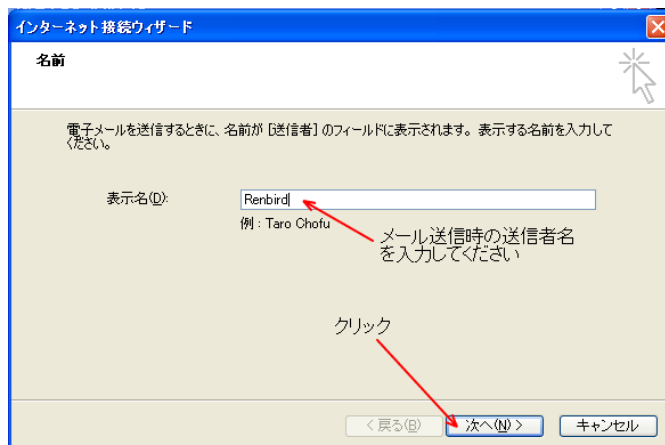 インターネット接続ウィザード
名前
電子メールを送信するときに、名前が [送信者] のフィールドに表示されます。表示する名前を入力して
ください。
表示名(D):
Renbird
例 : Taro Chofu
メール送信時の送信者名
を入力してください
クリック
< 戻る(B)
次へ(N) >
キャンセル